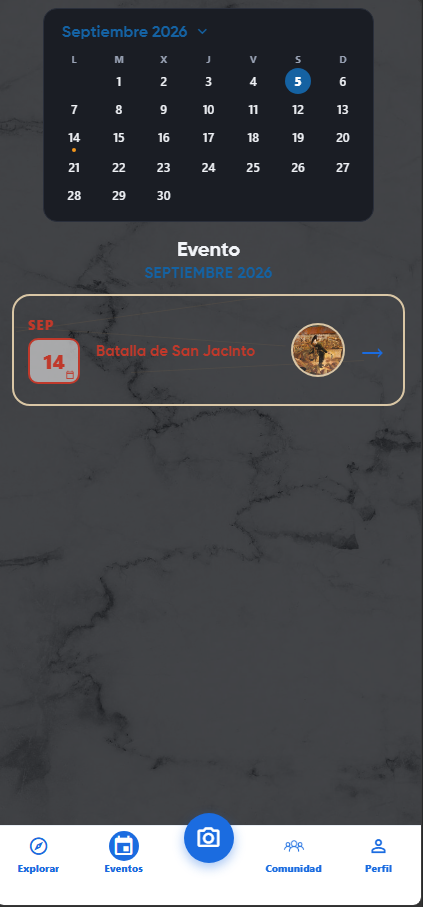 Septiembre 2026
L M X J V S D
1 2 3 4 5 6
7 8 9 10 11 12 13
14 15 16 17 18 19 20
21 22 23 24 25 26 27
28 29 30
Evento
SEPTIEMBRE 2026
SEP
14
Batalla de San Jacinto
Explorar Eventos Comunidad Perfil